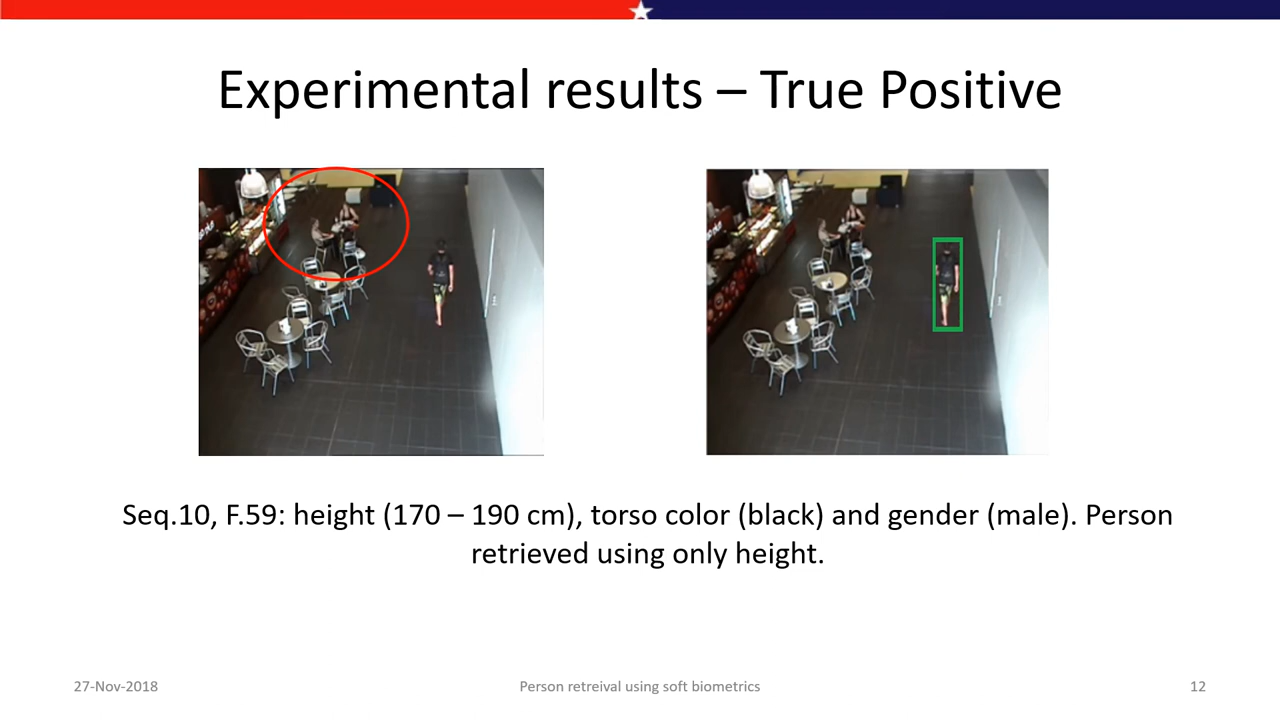 Experimental results – True Positive
Seq.10, F.59: height (170 – 190 cm), torso color (black) and gender (male). Person
retrieved using only height.
27-Nov-2018
Person retreival using soft biometrics
12